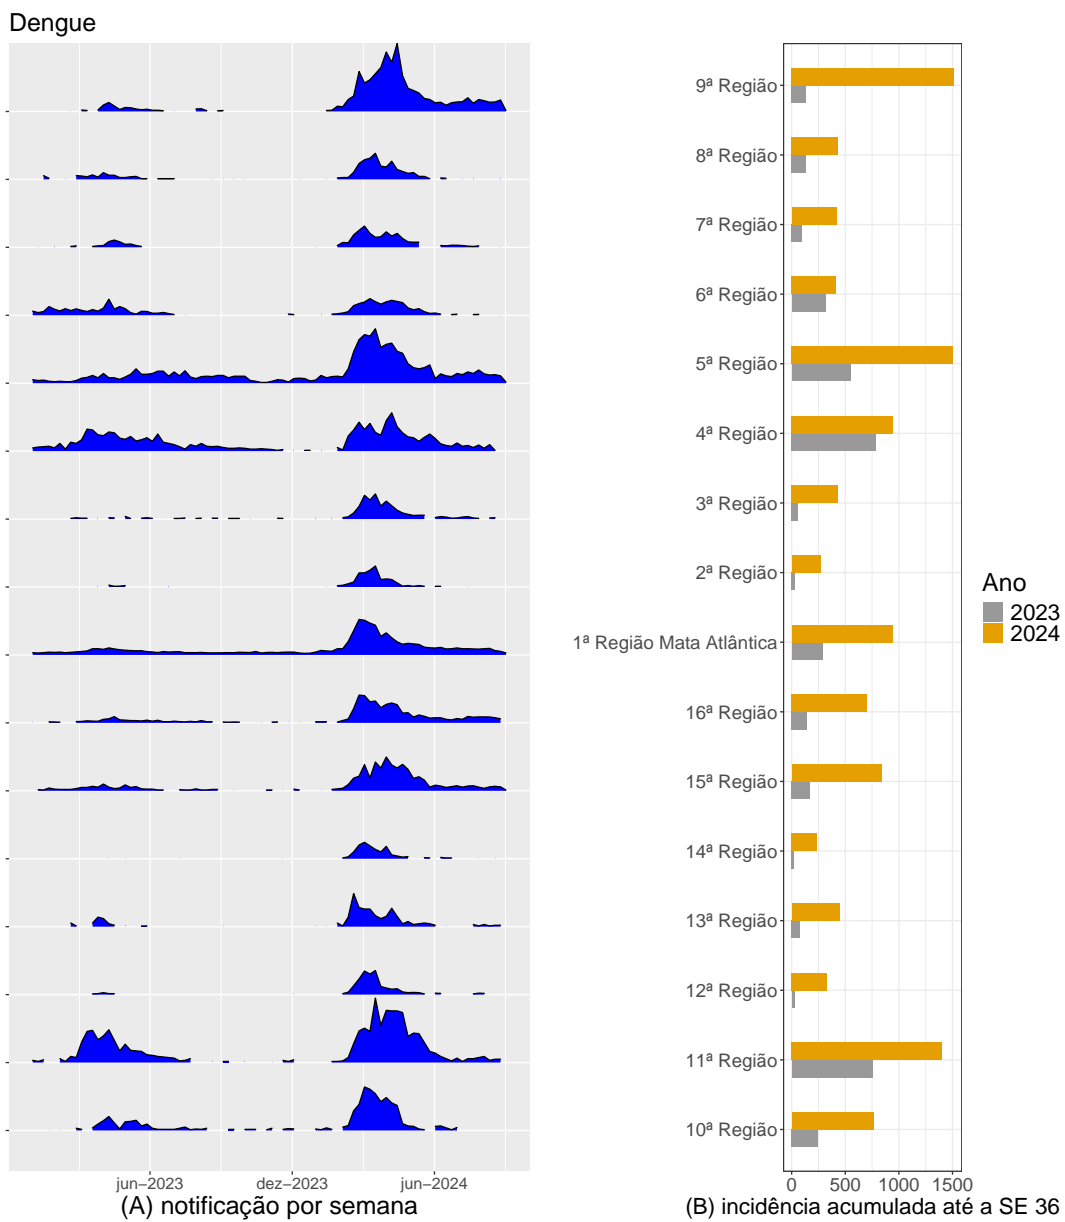 Dengue
9ª Região
8ª Região
7ª Região
6ª Região
5ª Região
4ª Região
3ª Região
2ª Região
1ª Região Mata Atlântica
16ª Região
15ª Região
14ª Região
13ª Região
12ª Região
11ª Região
10ª Região
Ano
2023
2024
jun–2023 dez–2023 jun–2024
0 500 1000 1500
(A) notificação por semana
(B) incidência acumulada até a SE 36